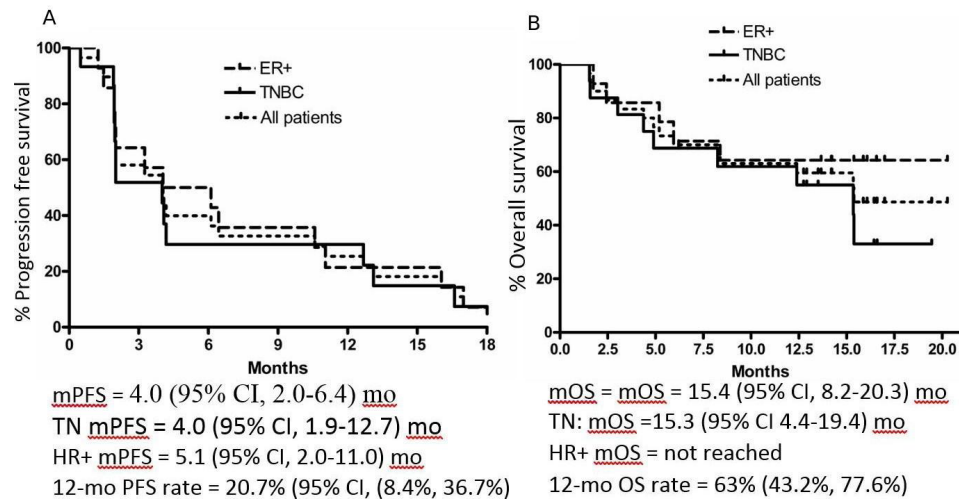 A
% Progression free survival
100
80
60
40
20
0
ER+
TNBC
All patients
0 3 6 9 12 15 18
Months
mPFS = 4.0 (95% CI, 2.0-6.4) mo
TN mPFS = 4.0 (95% CI, 1.9-12.7) mo
HR+ mPFS = 5.1 (95% CI, 2.0-11.0) mo
12-mo PFS rate = 20.7% (95% CI, (8.4%, 36.7%)
B
% Overall survival
100
80
60
40
20
0
ER+
TNBC
All patients
0.0 2.5 5.0 7.5 10.0 12.5 15.0 17.5 20.0
Months
mOS = mOS = 15.4 (95% CI, 8.2-20.3) mo
TN: mOS =15.3 (95% CI 4.4-19.4) mo
HR+ mOS = not reached
12-mo OS rate = 63% (43.2%, 77.6%)